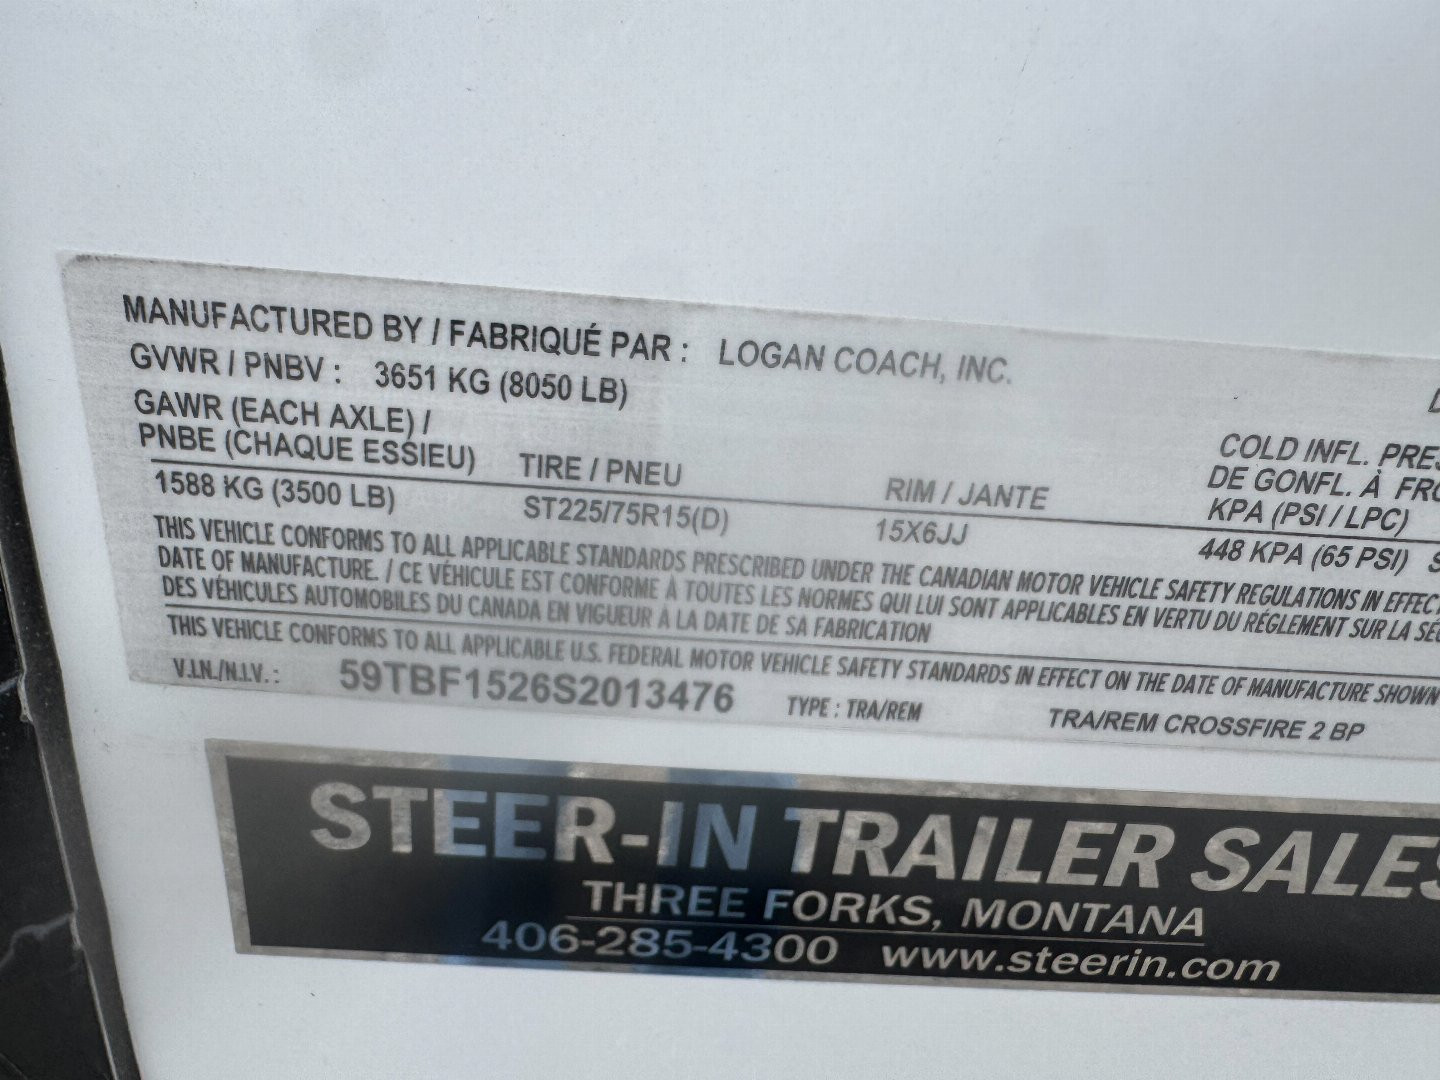 MANUFACTURED BY / FABRIQUÉ PAR : LOGAN COACH, INC.
GVWR / PNBV : 3651 KG (8050 LB)
GAWR (EACH AXLE) /
PNBE (CHAQUE ESSIEU) TIRE / PNEU RIM / JANTE
COLD INFL.
DE GONFL. À
KPA (PSI / LPC)
1588 KG (3500 LB) ST225/75R15(D) 15X6JJ 448 KPA (65 PSI)
THIS VEHICLE CONFORMS TO ALL APPLICABLE STANDARDS PRESCRIBED UNDER THE CANADIAN MOTOR VEHICLE SAFETY REGULATIONS IN EFFECT
DATE OF MANUFACTURE. / CE VÉHICULE EST CONFORME À TOUTES LES NORMES QUI LUI SONT APPLICABLES EN VERTU DU RÉGLEMENT SUR LA
DES VÉHICULES AUTOMOBILES DU CANADA EN VIGUEUR À LA DATE DE SA FABRICATION
THIS VEHICLE CONFORMS TO ALL APPLICABLE U.S. FEDERAL MOTOR VEHICLE SAFETY STANDARDS IN EFFECT ON THE DATE OF MANUFACTURE SHOWN
V.I.N./N.I.V. : 59TBF1526S2013476 TYPE : TRA/REM TRA/REM CROSSFIRE 2 BP
STEER-IN TRAILER SALES
THREE FORKS, MONTANA
406-285-4300 www.steerin.com